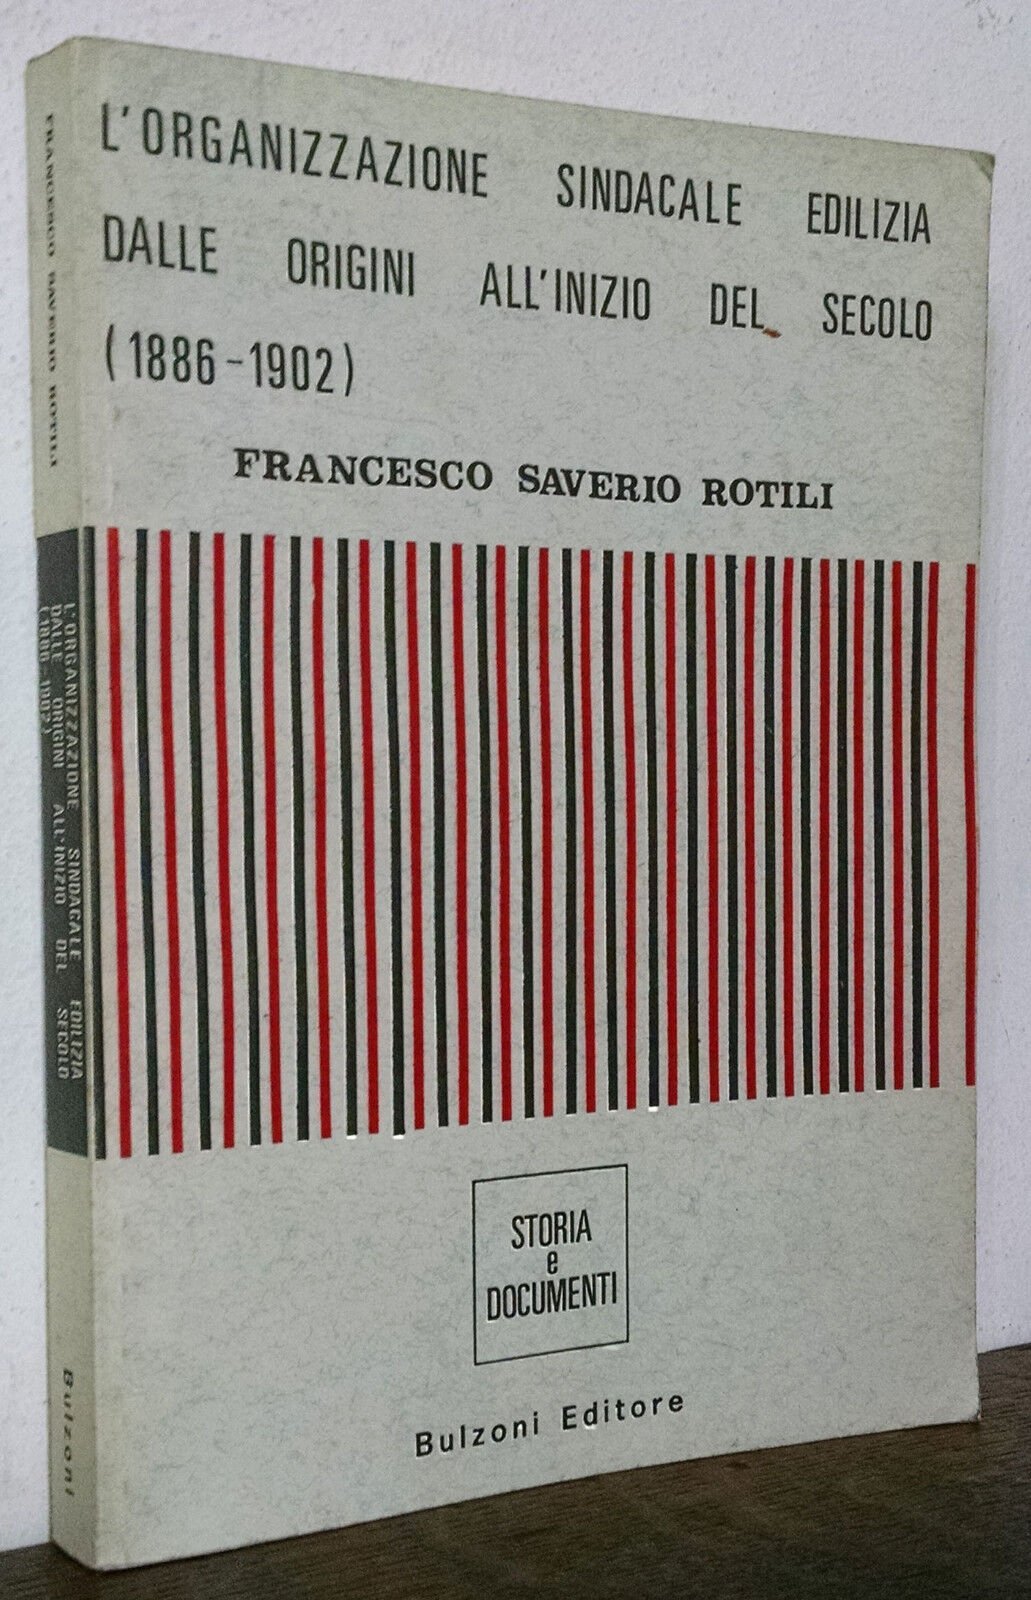 L'ORGANIZZAZIONE SINDACALE EDILIZIA
DALLE ORIGINI ALL'INIZIO DEL SECOLO
(1886-1902)
FRANCESCO SAVERIO ROTILI
STORIA
e
DOCUMENTI
Bulzoni Editore
FRANCESCO SAVERIO ROTILI
L'ORGANIZZAZIONE SINDACALE EDILIZIA
DALLE ORIGINI ALL'INIZIO DEL SECOLO
(1886-1902)
Bulzoni